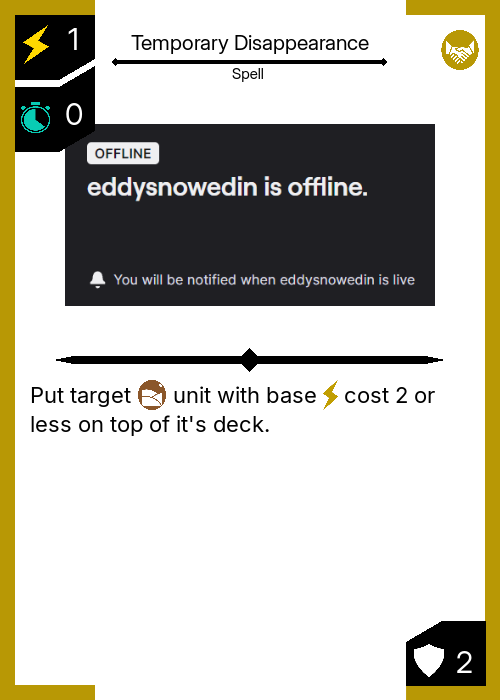 1
Temporary Disappearance
Spell
0
OFFLINE
eddysnowedin is offline.
You will be notified when eddysnowedin is live
Put target unit with base cost 2 or
less on top of it's deck.
2